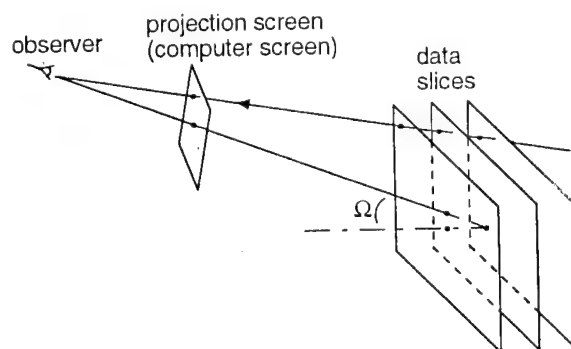 observer
projection screen
(computer screen)
data
slices
Ω